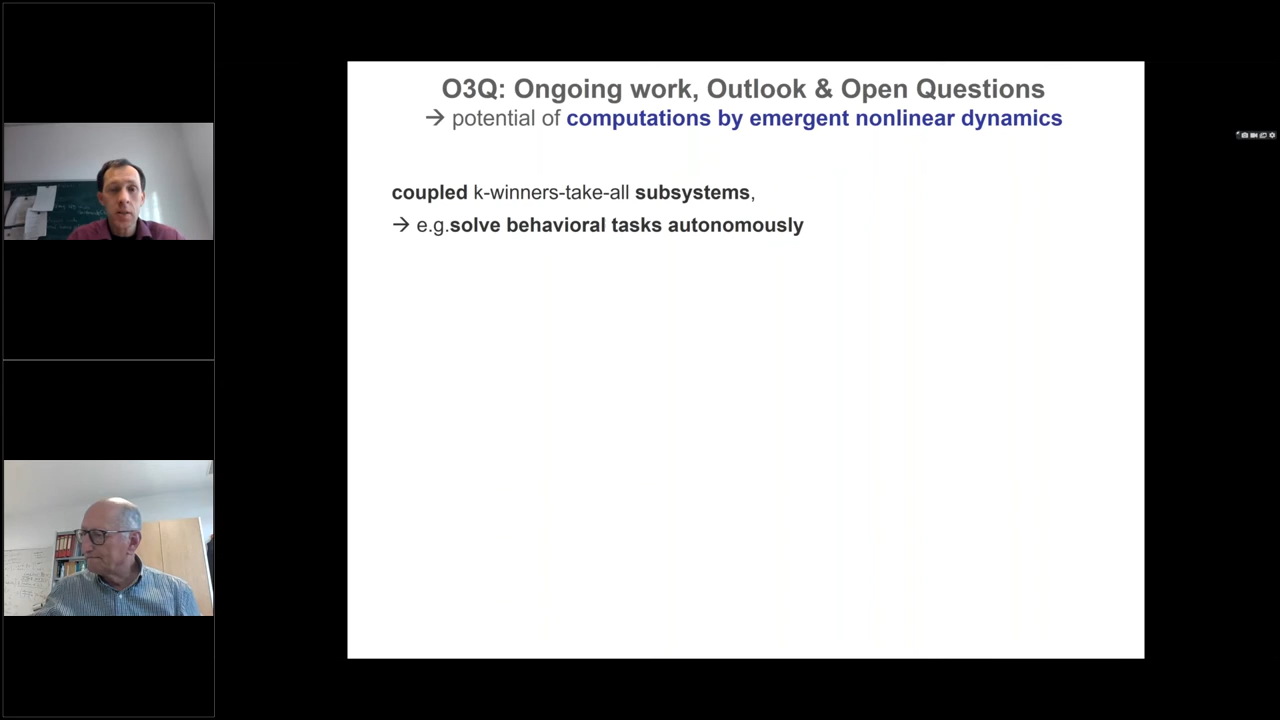 O3Q: Ongoing work, Outlook & Open Questions
→ potential of computations by emergent nonlinear dynamics
coupled k-winners-take-all subsystems,
→ e.g.solve behavioral tasks autonomously